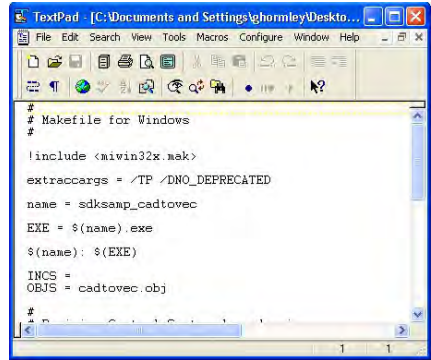 TextPad - [C:\Documents and Settings\ghormley\Deskto...
File Edit Search View Tools Macros Configure Window Help
#
# Makefile for Windows
#
!include <miwin32x.mak>
extraccargs = /TP /DNO_DEPRECATED
name = sdksamp_cadtovec
EXE = $(name).exe
$(name): $(EXE)
INCS =
OBJS = cadtovec.obj
#
1 1